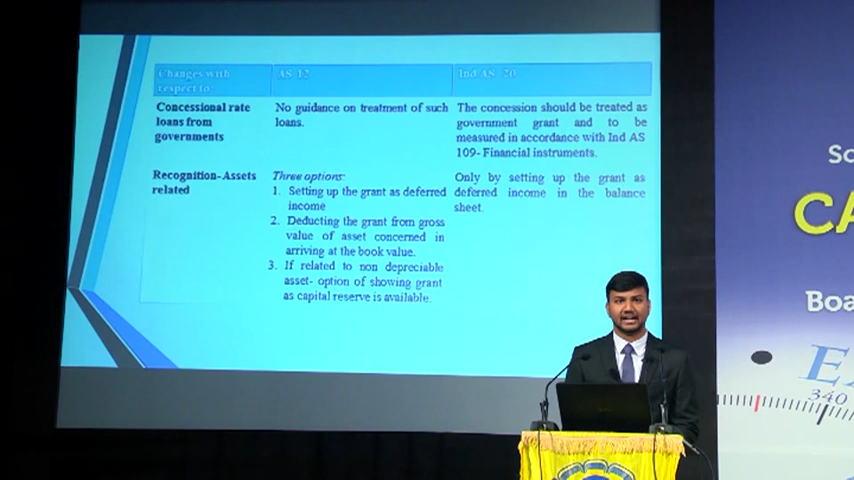 Changes with respect to:
AS 12
Ind AS 20
Concessional rate
loans from
governments
No guidance on treatment of such
loans.
The concession should be treated as
government grant and to be
measured in accordance with Ind AS
109- Financial instruments.
Recognition-Assets
related
Three options:
1. Setting up the grant as deferred
income
2. Deducting the grant from gross
value of asset concerned in
arriving at the book value.
3. If related to non depreciable
asset- option of showing grant
as capital reserve is available.
Only by setting up the grant as
deferred income in the balance
sheet.
CA
Boa
340